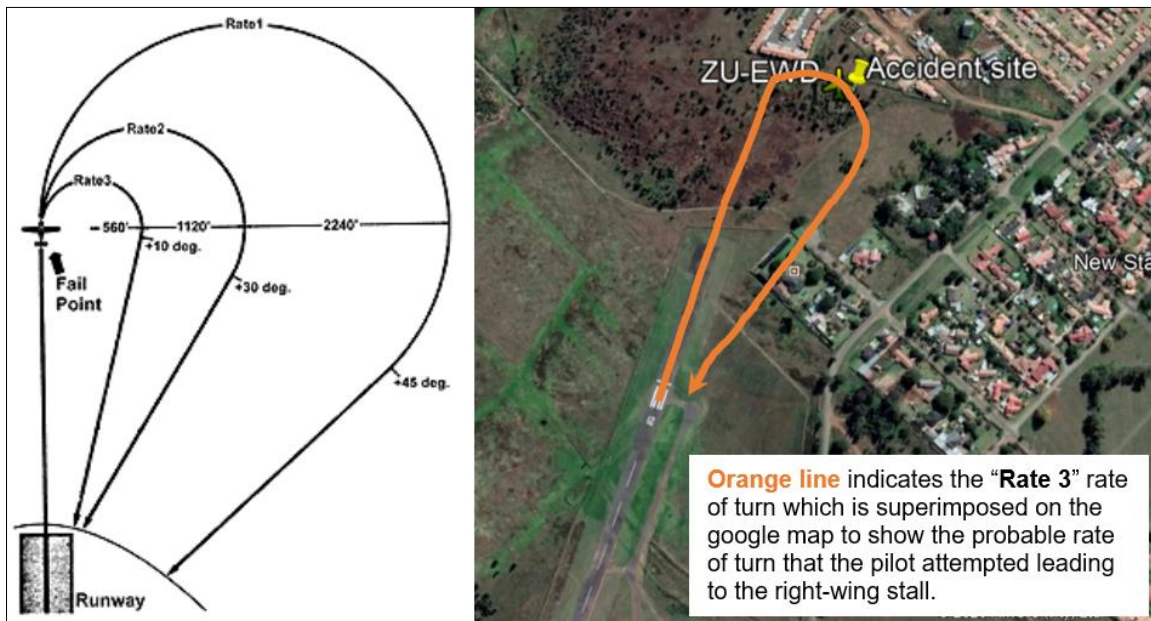 Rate1
Rate2
Rate3
560'
1120'
2240'
+10 deg.
+30 deg.
+45 deg.
Fail
Point
Runway
ZU-EWD
Accident site
New Sta
Orange line indicates the “Rate 3” rate
of turn which is superimposed on the
google map to show the probable rate
of turn that the pilot attempted leading
to the right-wing stall.